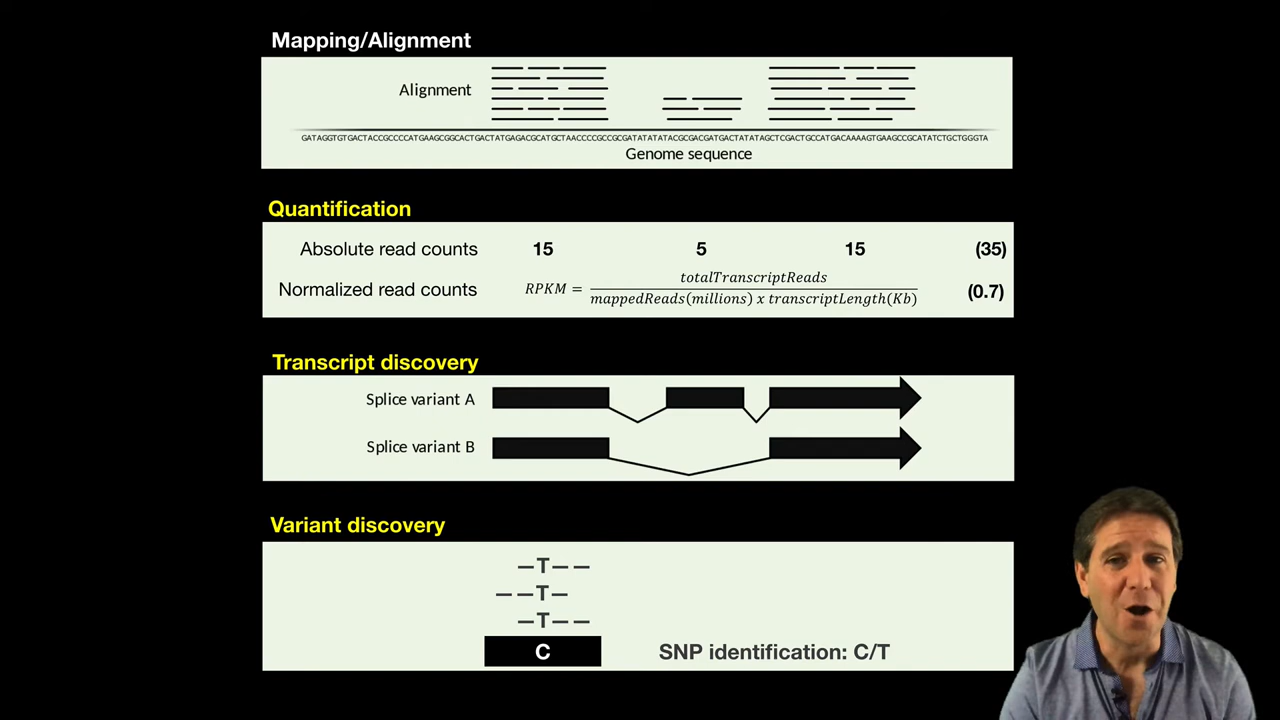 Mapping/Alignment
Alignment
GATAGGTGTGACTACCGCCCCATGAAGCGGCACTGACTATGAGACGCATGCTAACCCCGCCGCGATATATATACGCGACGATGACTATATAGCTCGACTGCCATGACAAAAGTGAAGCCGCATATCTGCTGGGTA
Genome sequence
Quantification
Absolute read counts 15 5 15 (35)
Normalized read counts RPKM = totalTranscriptReads / mappedReads(millions) x transcriptLength(Kb) (0.7)
Transcript discovery
Splice variant A
Splice variant B
Variant discovery
–T– –
– –T–
–T– –
C
SNP identification: C/T